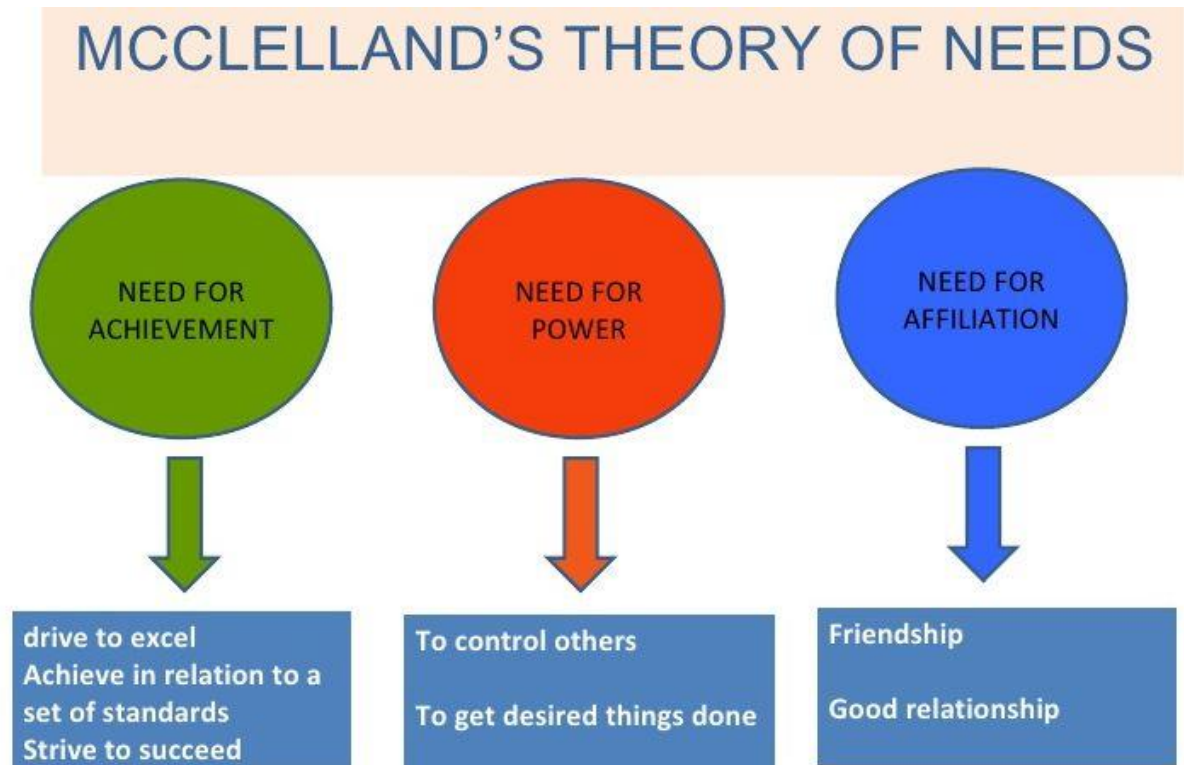 MCCLELLAND'S THEORY OF NEEDS
NEED FOR
ACHIEVEMENT
NEED FOR
POWER
NEED FOR
AFFILIATION
drive to excel
Achieve in relation to a
set of standards
Strive to succeed
To control others
To get desired things done
Friendship
Good relationship